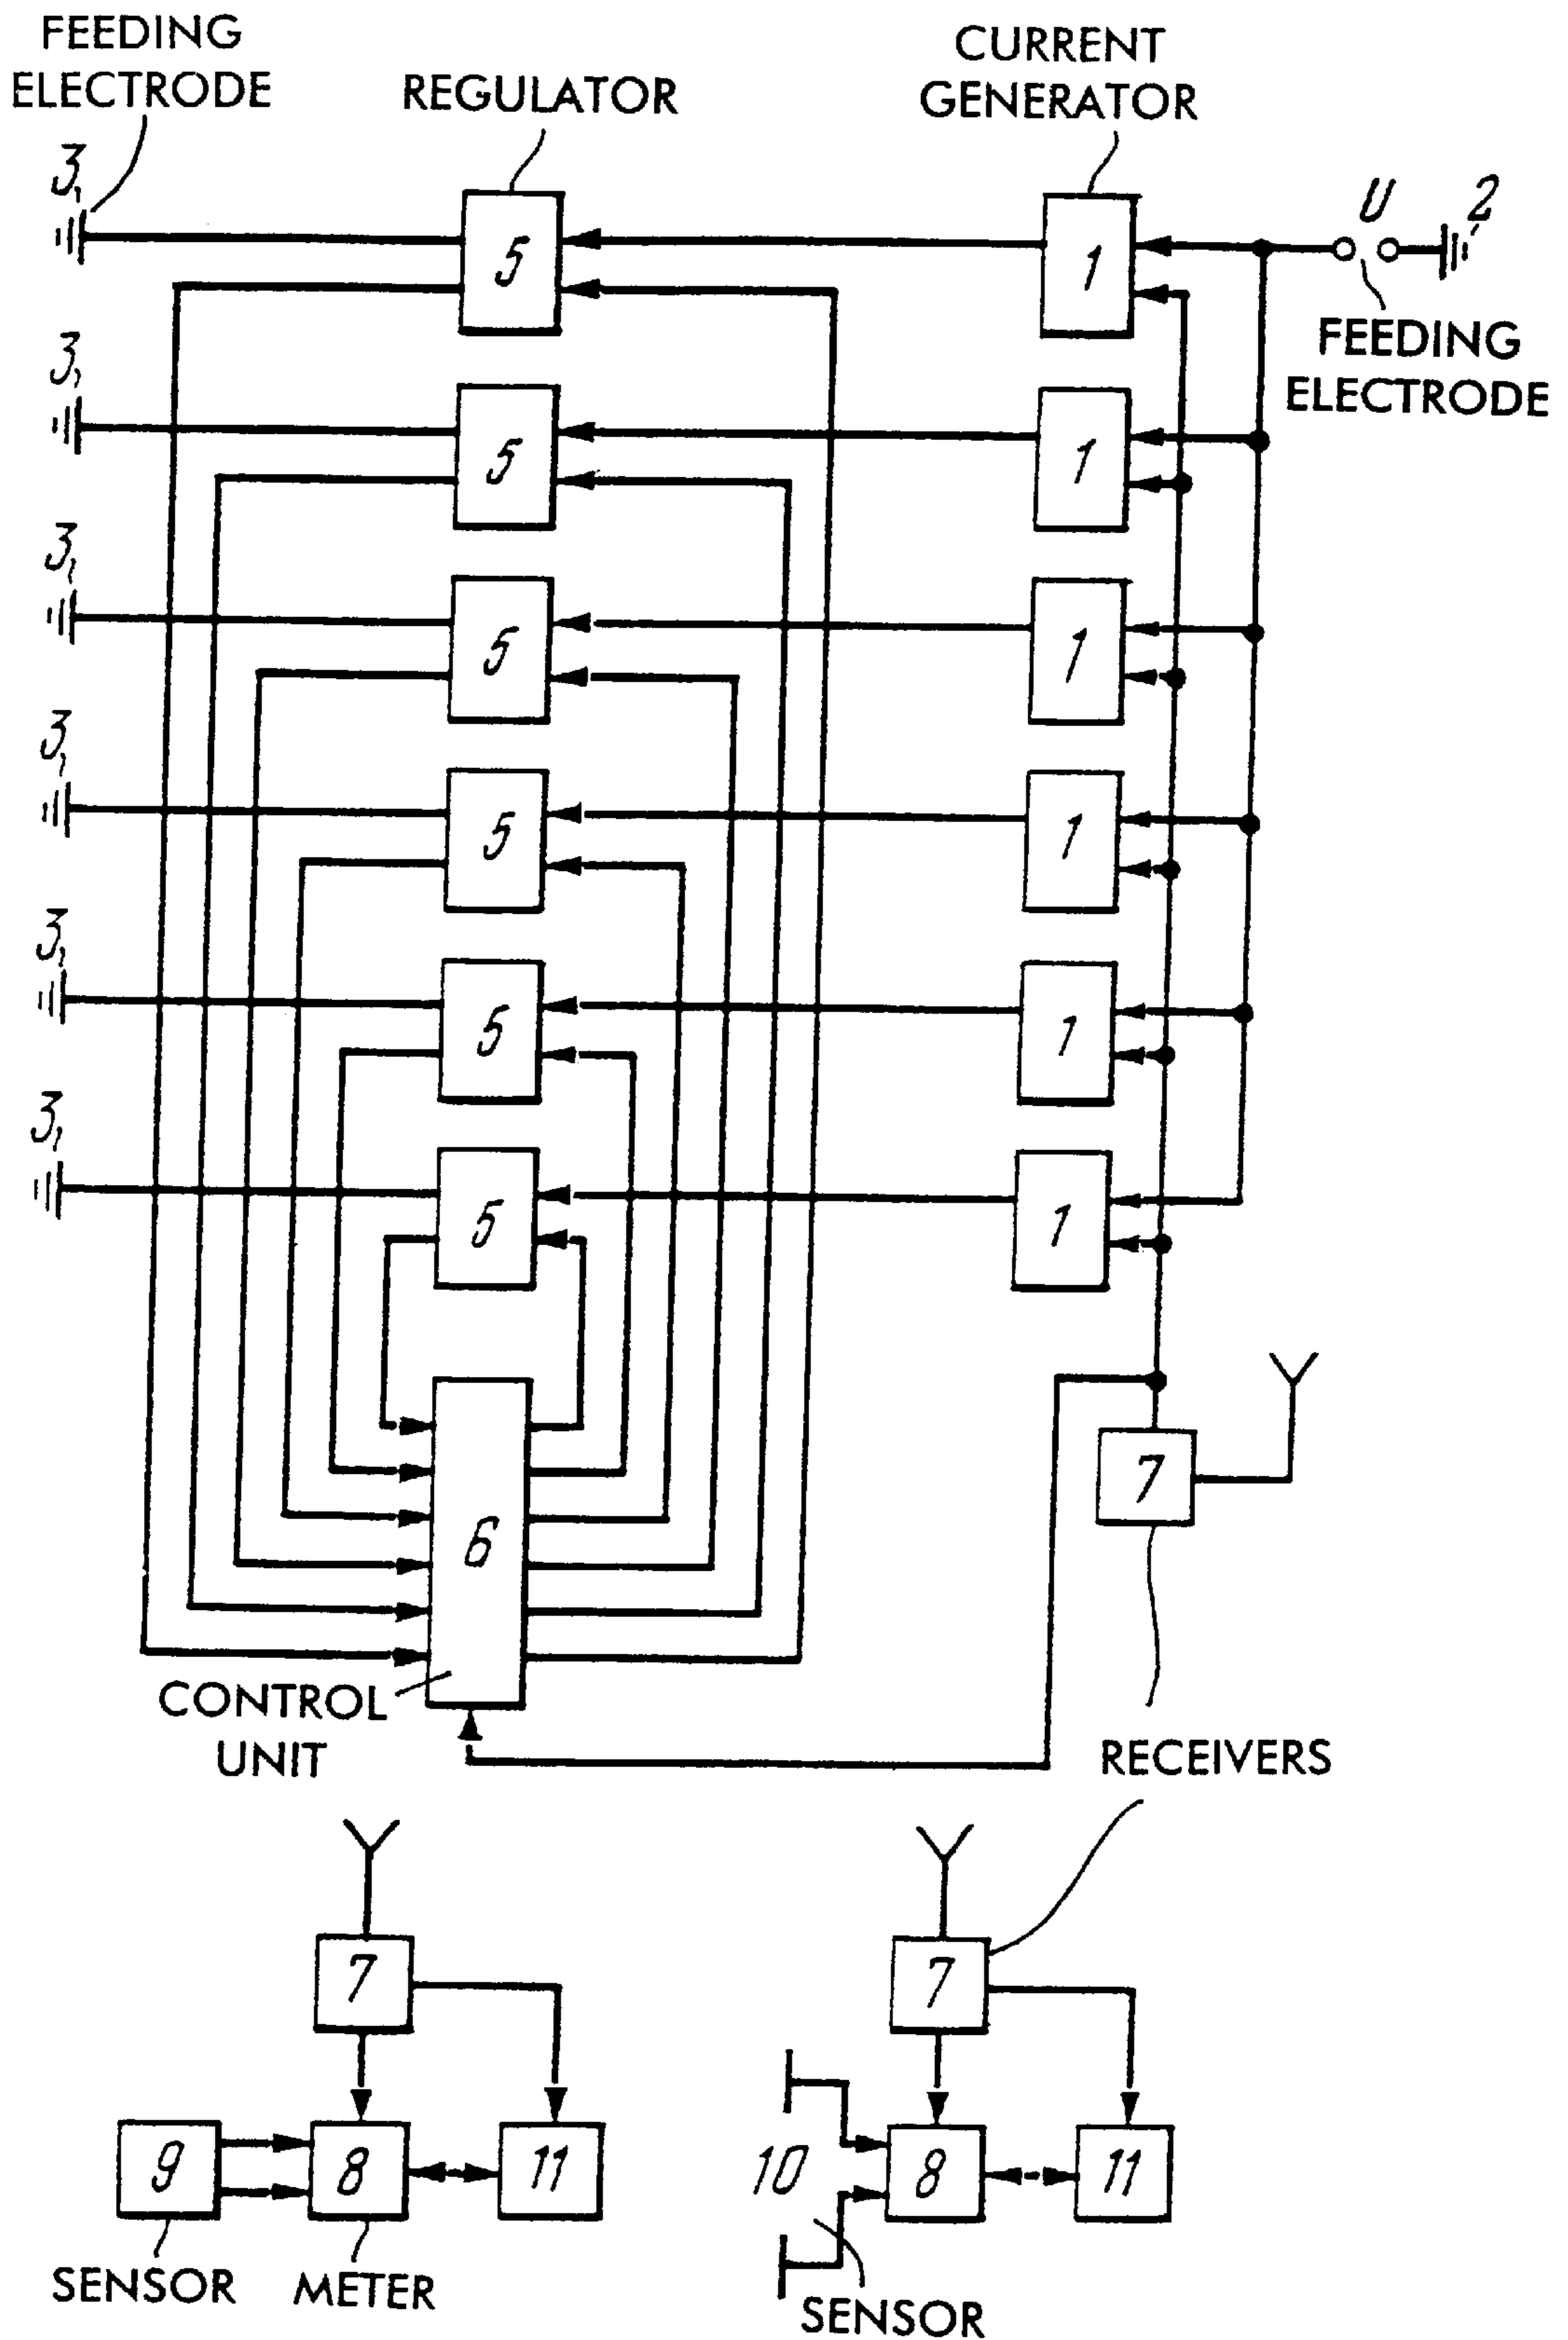 FEEDING
ELECTRODE
REGULATOR
CURRENT
GENERATOR
3,
5
1
U
2
FEEDING
ELECTRODE
3,
5
1
3,
5
1
3,
5
1
3,
5
1
3,
5
1
6
7
CONTROL
UNIT
RECEIVERS
7
7
9
8
11
10
8
11
SENSOR
METER
SENSOR